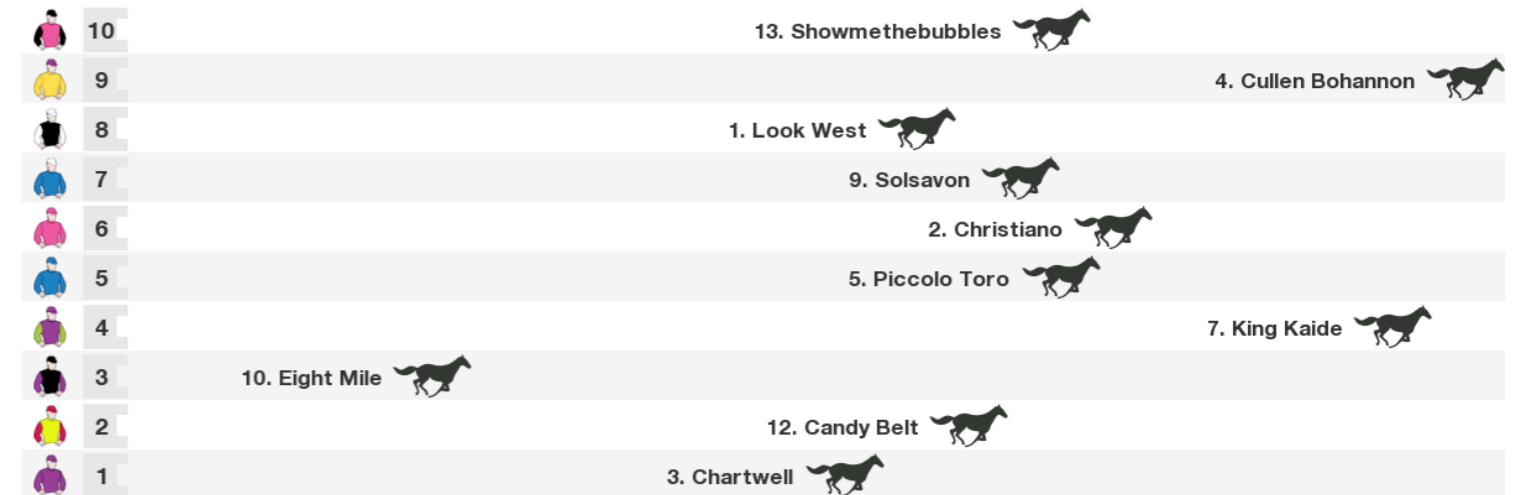 10 13. Showmethebubbles
9 4. Cullen Bohannon
8 1. Look West
7 9. Solsavon
6 2. Christiano
5 5. Piccolo Toro
4 7. King Kaide
3 10. Eight Mile
2 12. Candy Belt
1 3. Chartwell